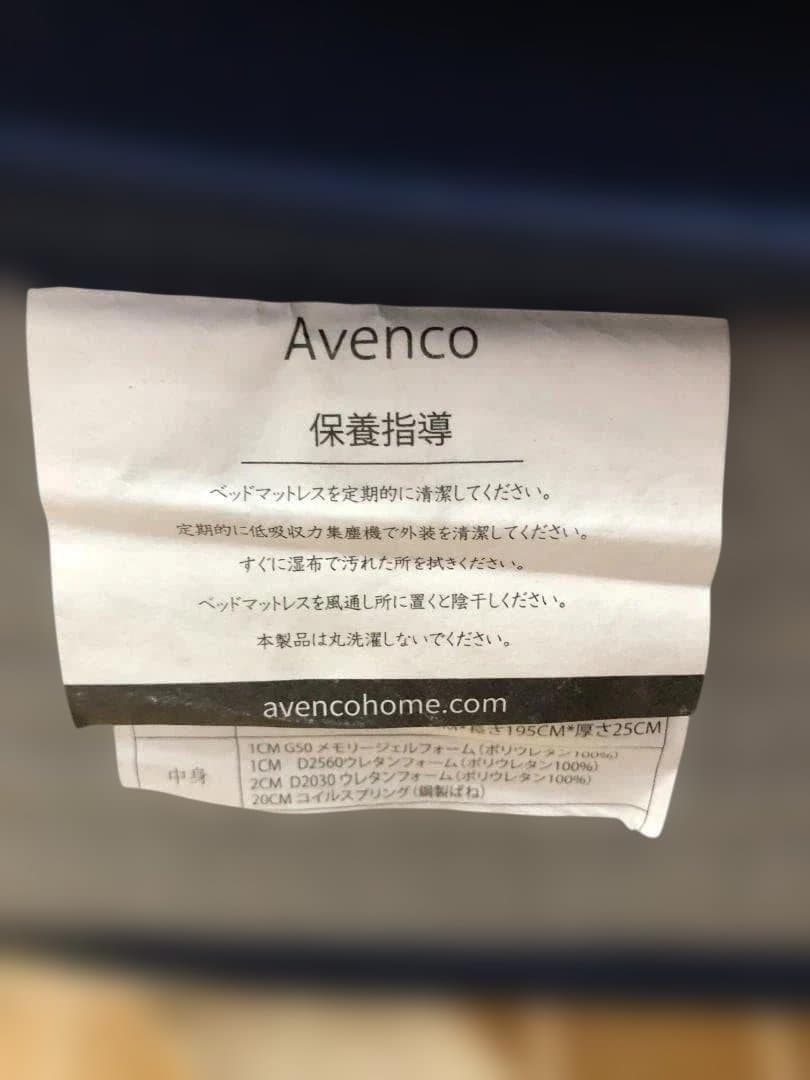 Avenco
保養指導
ベッドマットレスを定期的に清潔してください。
定期的に低吸収力集塵機で外装を清潔してください。
すぐに湿布で汚れた所を拭きください。
ベッドマットレスを風通し所に置くと陰干しください。
本製品は丸洗濯しないでください。
avencohome.com
長さ195CM*厚さ25CM
中身
1CM G50 メモリージェルフォーム(ポリウレタン100%)
1CM D2560ウレタンフォーム(ポリウレタン100%)
2CM D2030 ウレタンフォーム(ポリウレタン100%)
20CM コイルスプリング(鋼製ばね)